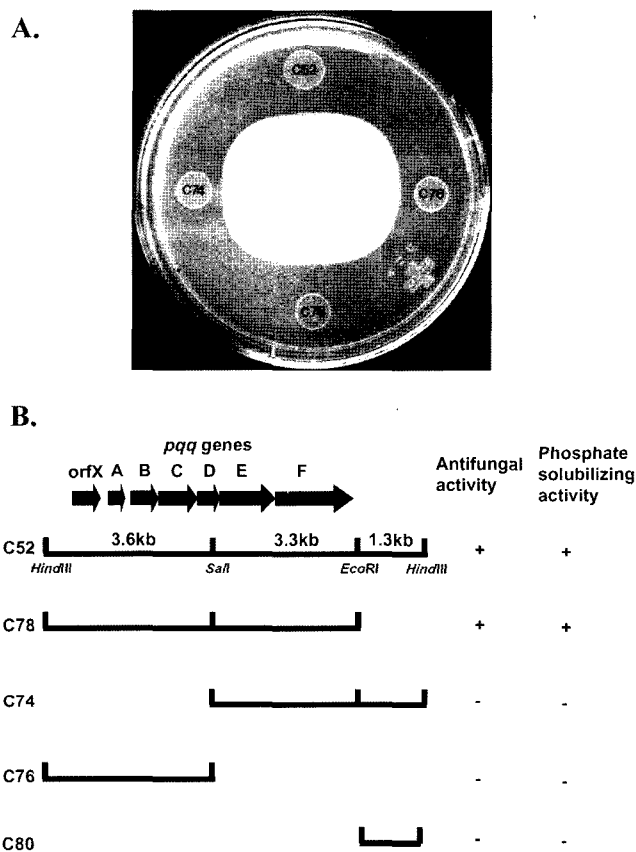 A.
C52
C74
C76
C78
B.
pqq genes
orfX A B C D E F
Antifungal activity
Phosphate solubilizing activity
C52 3.6kb 3.3kb 1.3kb + +
HindIII SalI EcoRI HindIII
C78 + +
C74 - -
C76 - -
C80 - -